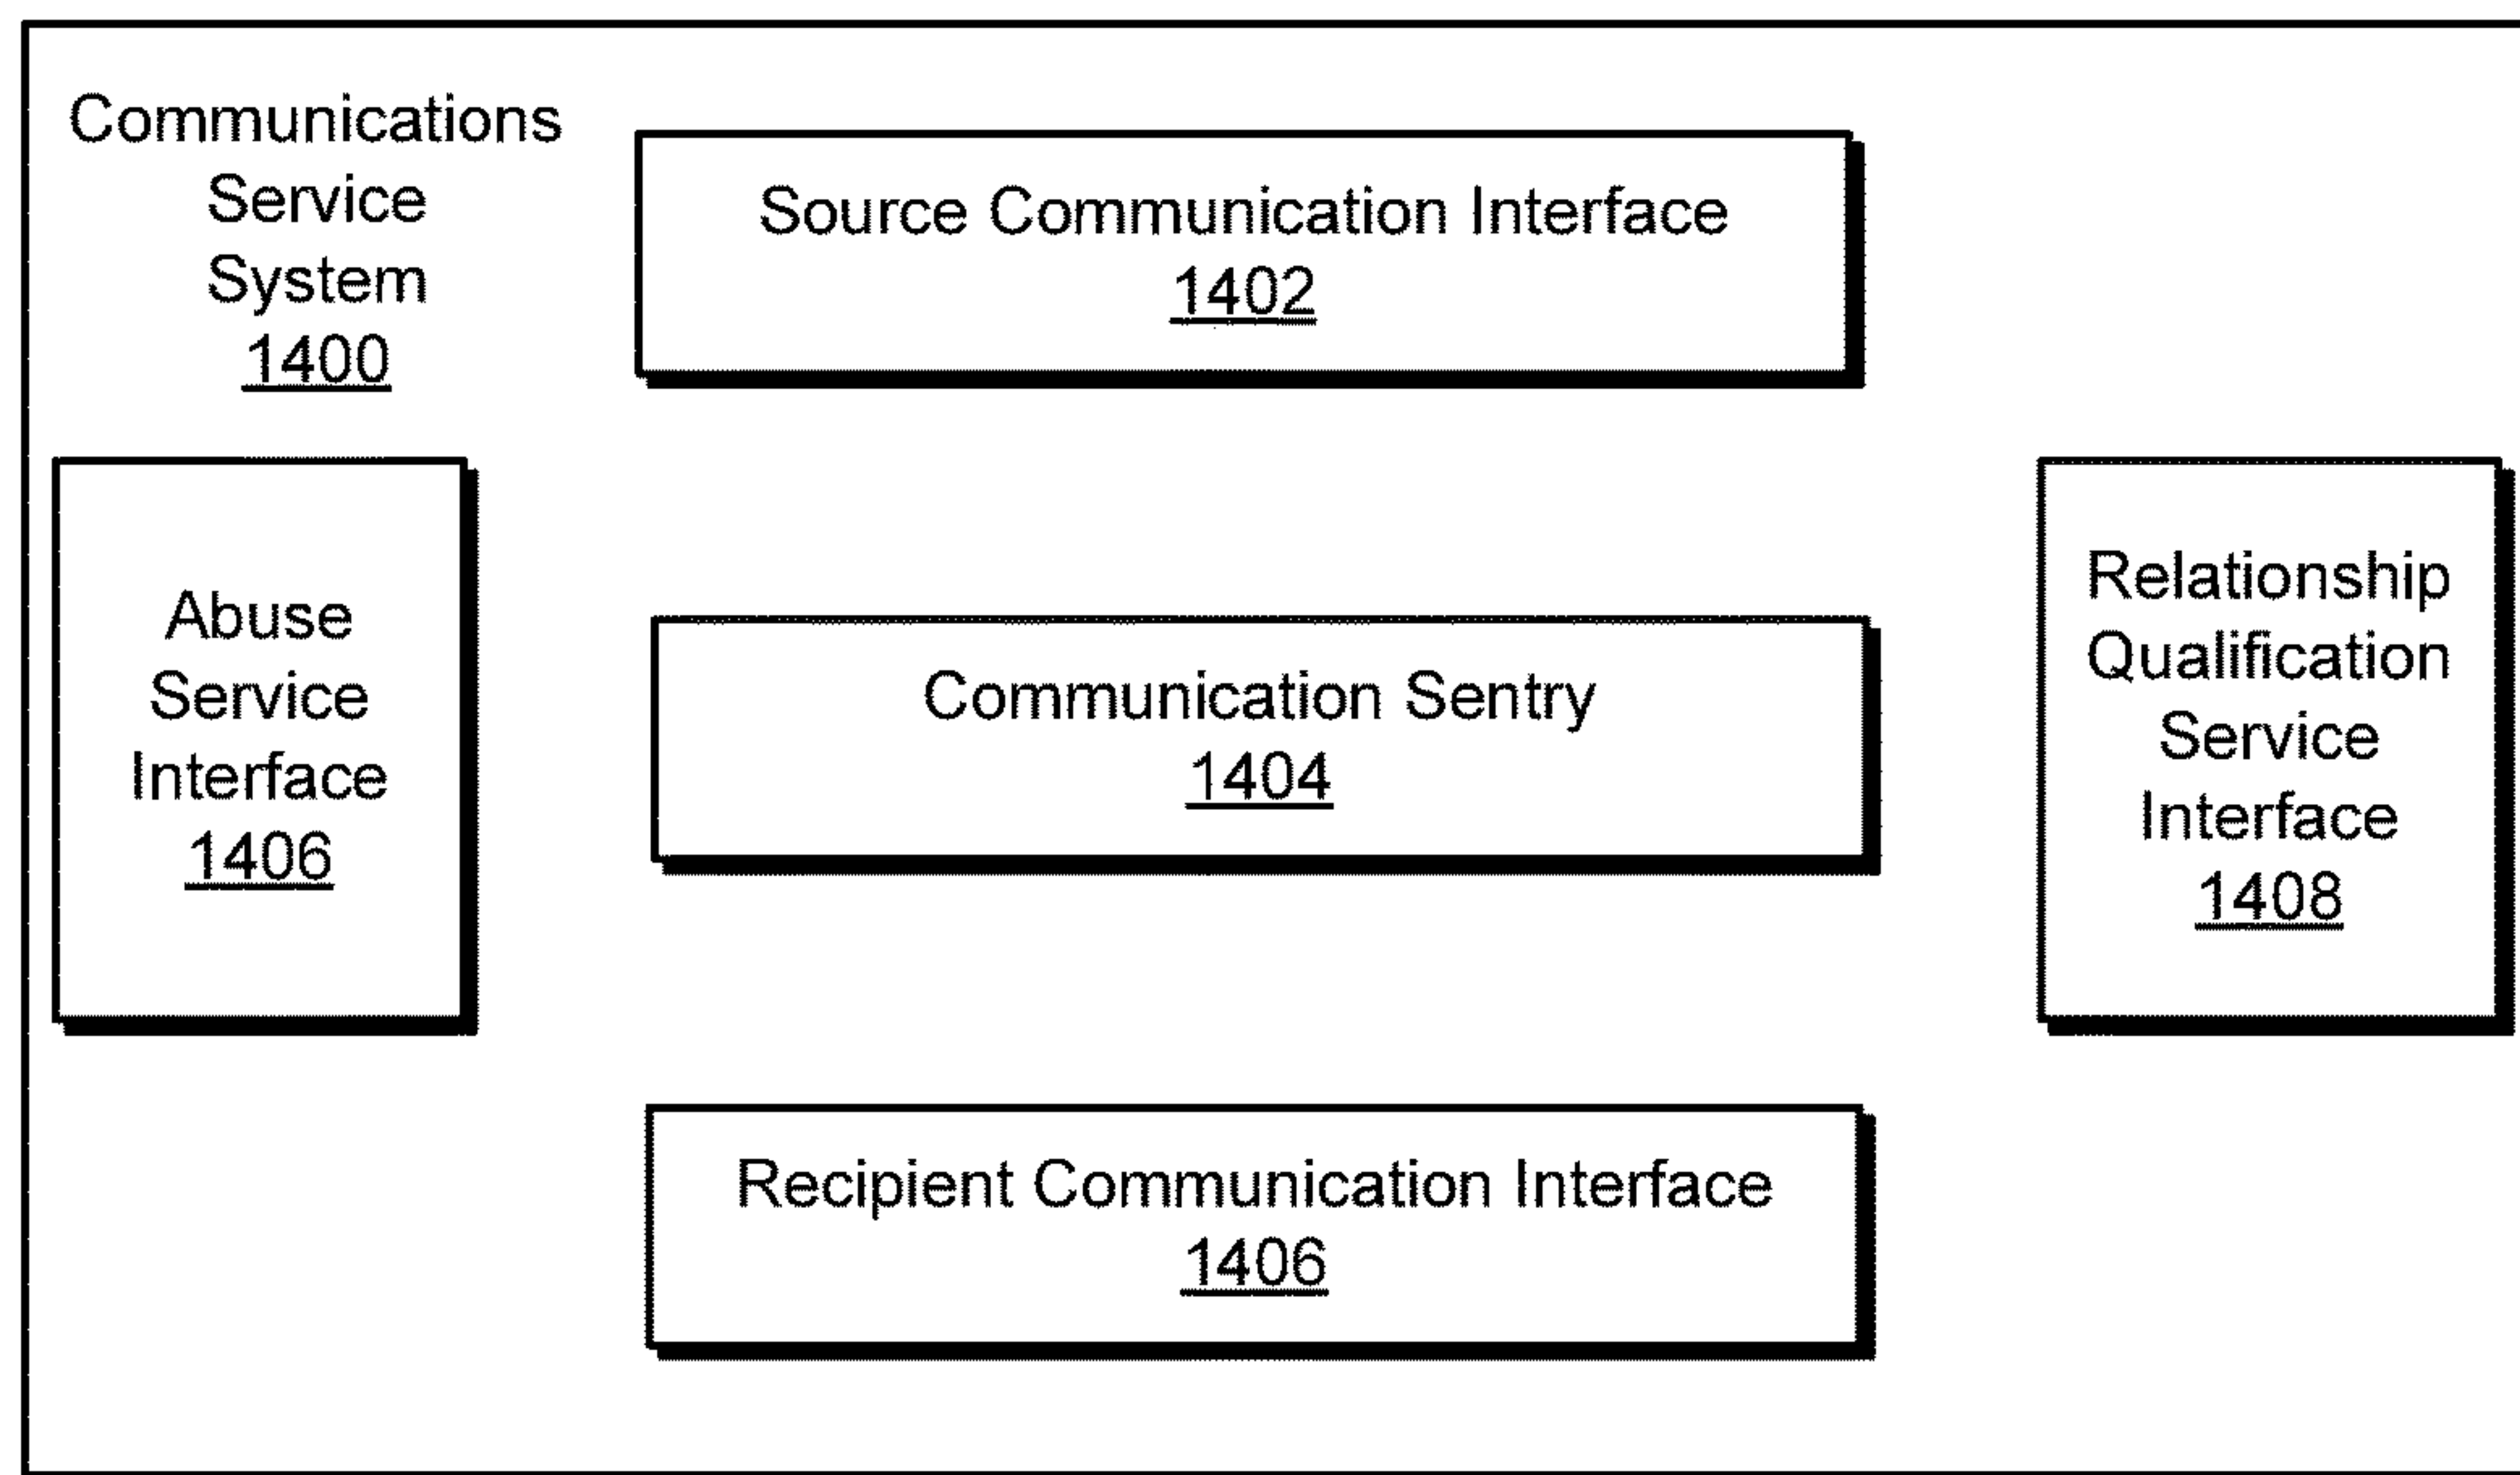 Communications
Service
System
1400
Source Communication Interface
1402
Abuse
Service
Interface
1406
Communication Sentry
1404
Relationship
Qualification
Service
Interface
1408
Recipient Communication Interface
1406